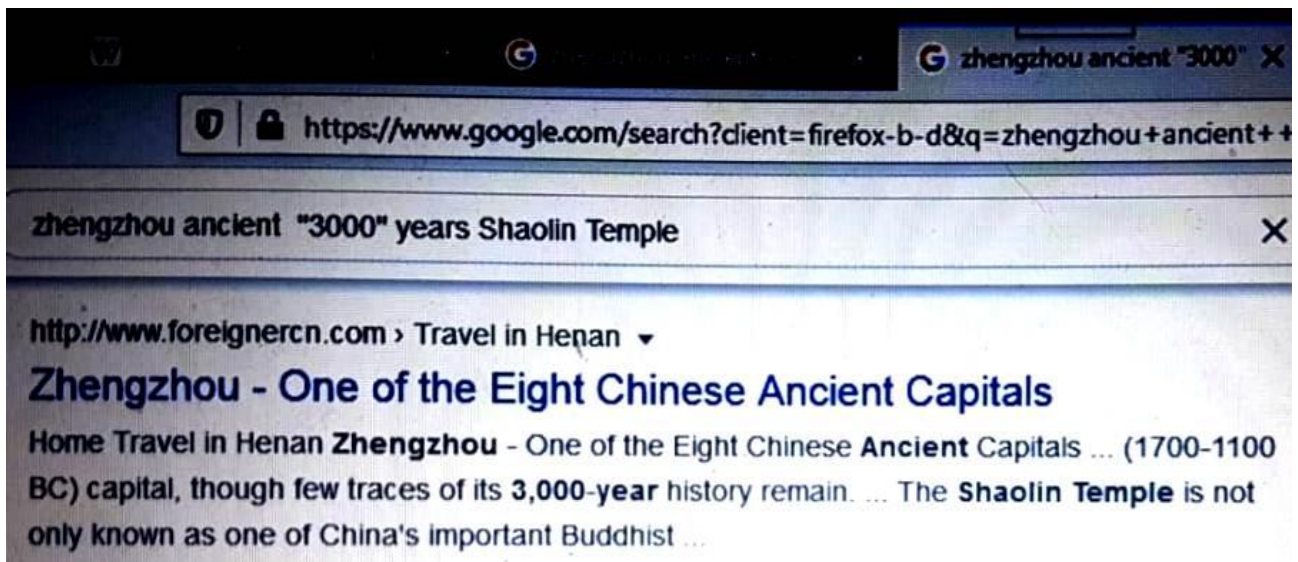 zhengzhou ancient "3000"
https://www.google.com/search?client=firefox-b-d&q=zhengzhou+ancient++
zhengzhou ancient "3000" years Shaolin Temple
http://www.foreignercn.com › Travel in Henan
Zhengzhou - One of the Eight Chinese Ancient Capitals
Home Travel in Henan Zhengzhou - One of the Eight Chinese Ancient Capitals ... (1700-1100
BC) capital, though few traces of its 3,000-year history remain. ... The Shaolin Temple is not
only known as one of China's important Buddhist ...